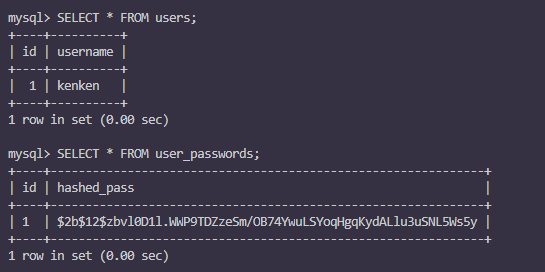 mysql> SELECT * FROM users;
+----+----------+
| id | username |
+----+----------+
|  1 | kenken   |
+----+----------+
1 row in set (0.00 sec)
mysql> SELECT * FROM user_passwords;
+----+--------------------------------------------------------------+
| id | hashed_pass                                                  |
+----+--------------------------------------------------------------+
| 1  | $2b$12$zbvl0D1l.WWP9TDZzeSm/OB74YwuLSYoqHgqKydALlu3uSNL5Ws5y |
+----+--------------------------------------------------------------+
1 row in set (0.00 sec)